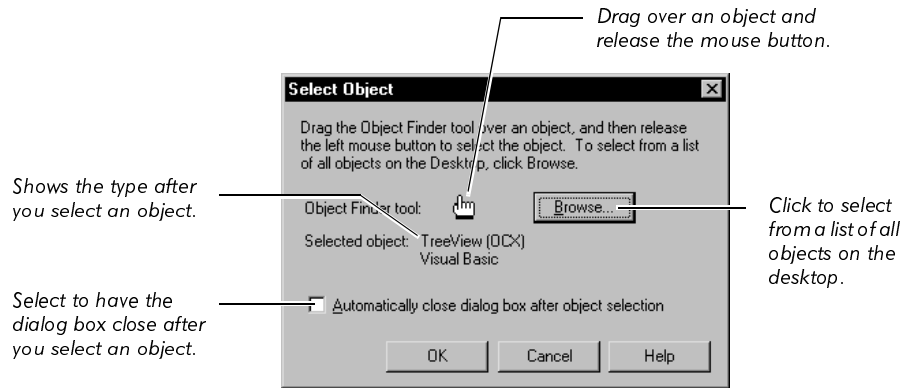 Drag over an object and
release the mouse button.
Select Object
Drag the Object Finder tool over an object, and then release
the left mouse button to select the object. To select from a list
of all objects on the Desktop, click Browse.
Shows the type after
you select an object.
Object Finder tool:
Browse...
Click to select
from a list of all
objects on the
desktop.
Selected object: TreeView (OCX)
Visual Basic
Select to have the
dialog box close after
you select an object.
Automatically close dialog box after object selection
OK Cancel Help